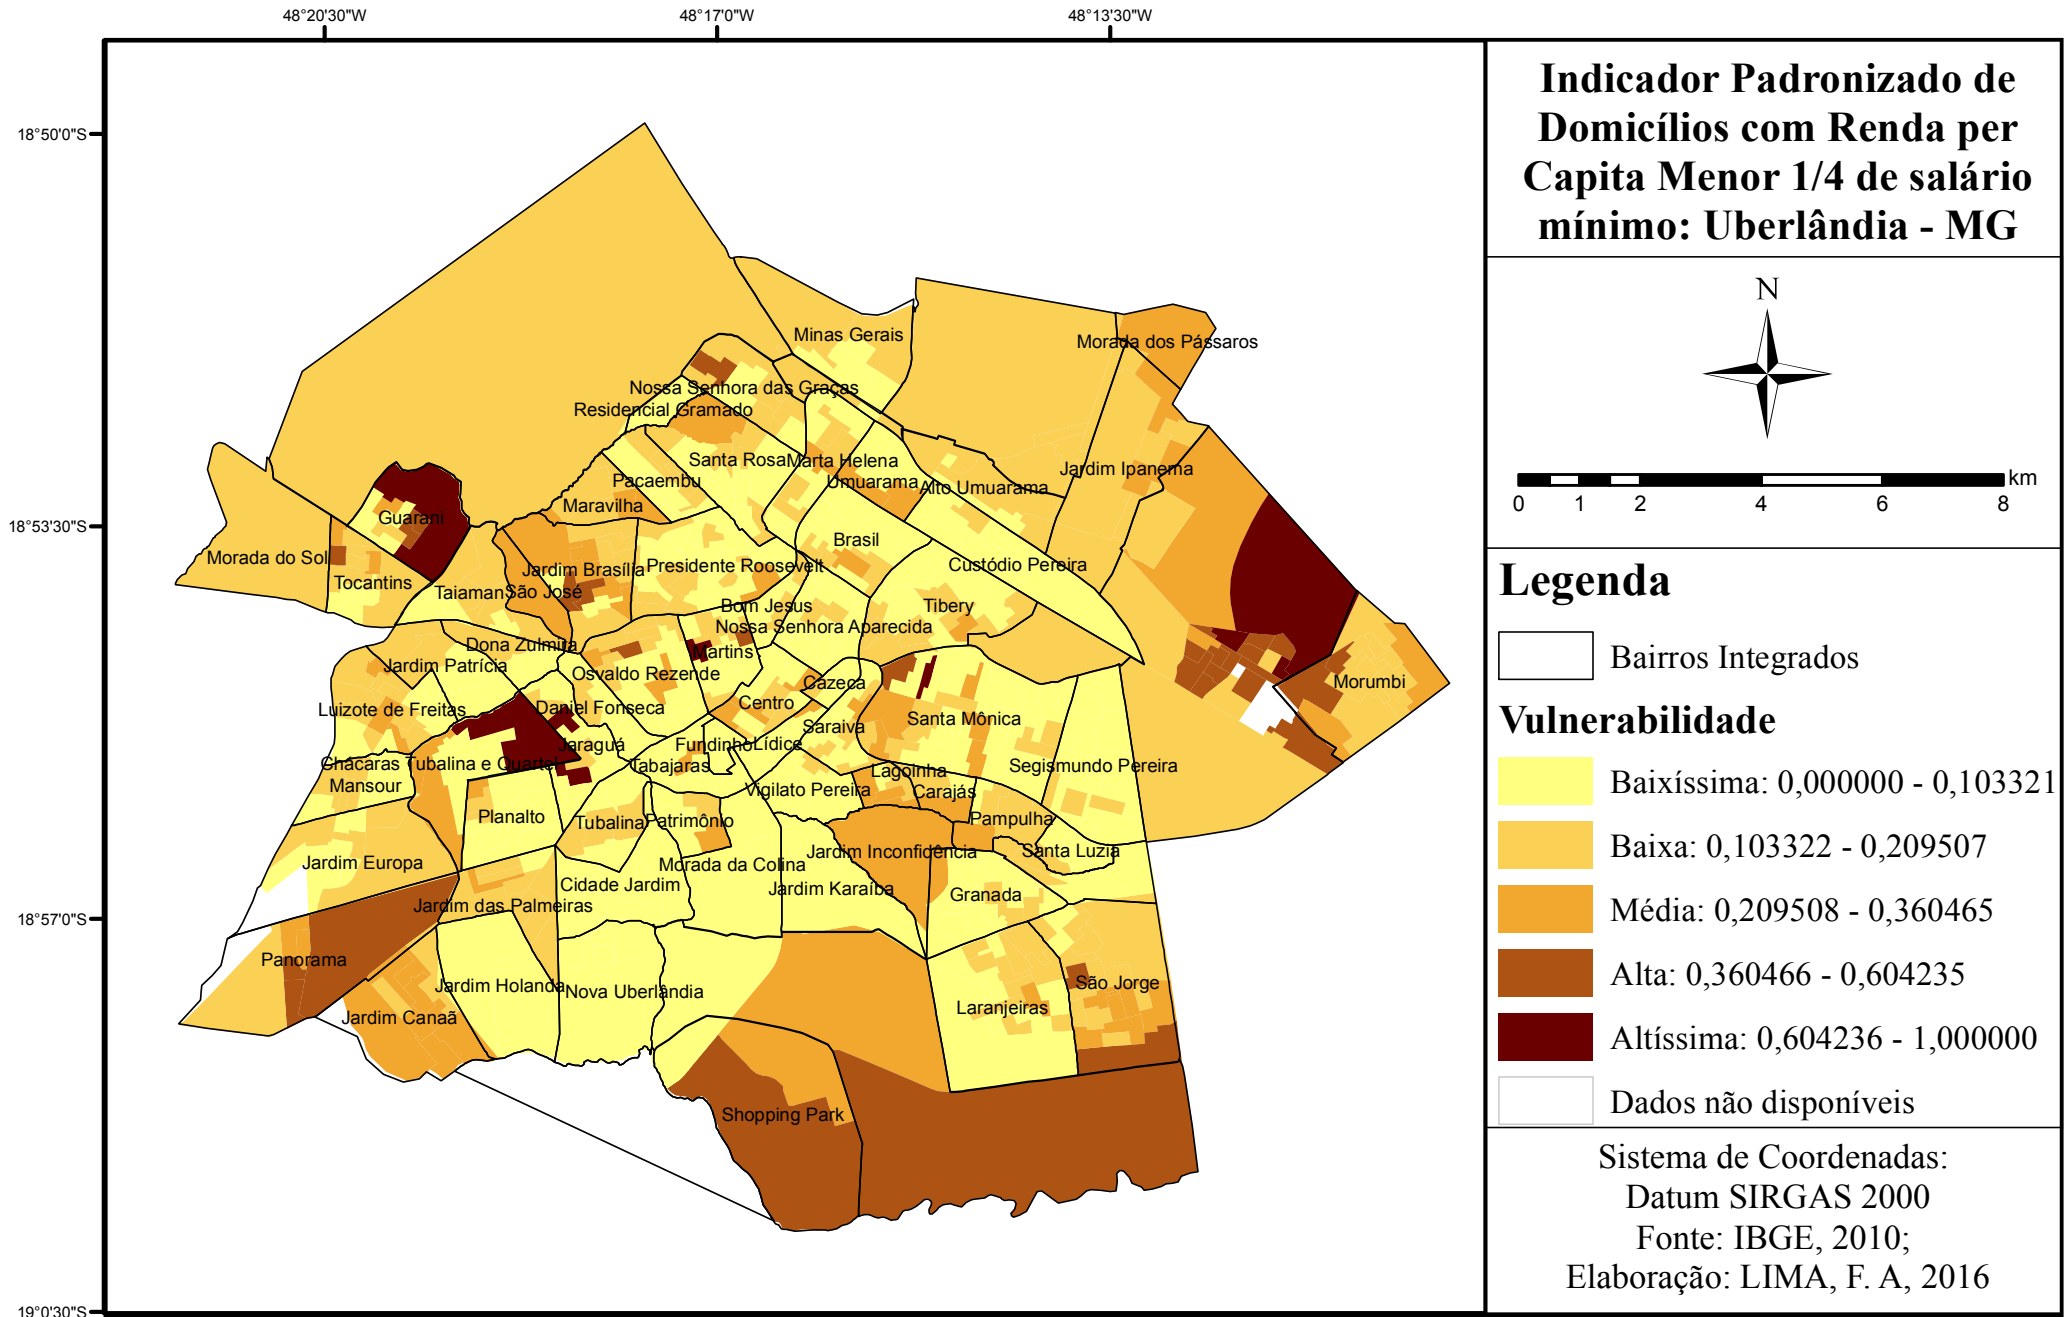 48°20'30"W
48°17'0"W
48°13'30"W
18°50'0"S
18°53'30"S
18°57'0"S
19°0'30"S
Minas Gerais
Morada dos Pássaros
Nossa Senhora das Graças
Residencial Gramado
Santa Rosa
Marta Helena
Jardim Ipanema
Pacaembu
Umuarama
Alto Umuarama
Maravilha
Guarani
Brasil
Morada do Sol
Jardim Brasília
Presidente Roosevelt
Custódio Pereira
Tocantins
Taiaman
São José
Bom Jesus
Tibery
Nossa Senhora Aparecida
Dona Zulmira
Martins
Jardim Patrícia
Osvaldo Rezende
Cazeca
Morumbi
Luizote de Freitas
Daniel Fonseca
Centro
Santa Mônica
Saraiva
Jaraguá
Fundinho
Lídice
Chácaras Tubalina e Quartel
Tabajaras
Lagoinha
Segismundo Pereira
Mansour
Vigilato Pereira
Carajás
Planalto
Tubalina
Patrimônio
Pampulha
Jardim Europa
Morada da Colina
Jardim Inconfidência
Santa Luzia
Cidade Jardim
Jardim Karaíba
Granada
Jardim das Palmeiras
Panorama
Jardim Holanda
Nova Uberlândia
São Jorge
Laranjeiras
Jardim Canaã
Shopping Park
Indicador Padronizado de
Domicílios com Renda per
Capita Menor 1/4 de salário
mínimo: Uberlândia - MG
N
km
0 1 2 4 6 8
Legenda
Bairros Integrados
Vulnerabilidade
Baixíssima: 0,000000 - 0,103321
Baixa: 0,103322 - 0,209507
Média: 0,209508 - 0,360465
Alta: 0,360466 - 0,604235
Altíssima: 0,604236 - 1,000000
Dados não disponíveis
Sistema de Coordenadas:
Datum SIRGAS 2000
Fonte: IBGE, 2010;
Elaboração: LIMA, F. A, 2016